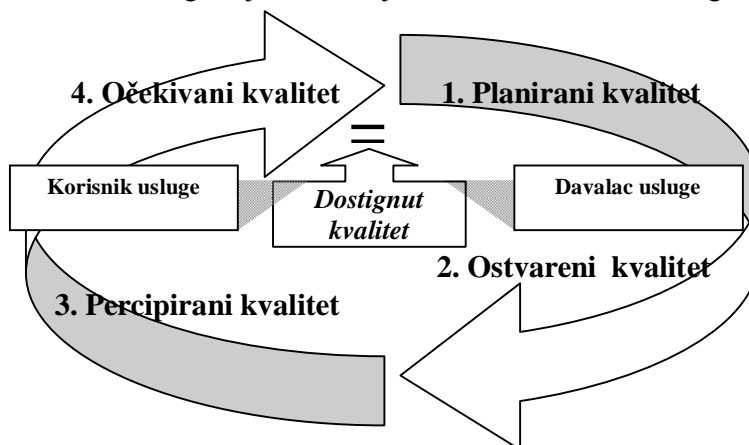 4. Očekivani kvalitet
1. Planirani kvalitet
=
Korisnik usluge
Dostignut
kvalitet
Davalac usluge
2. Ostvareni kvalitet
3. Percipirani kvalitet